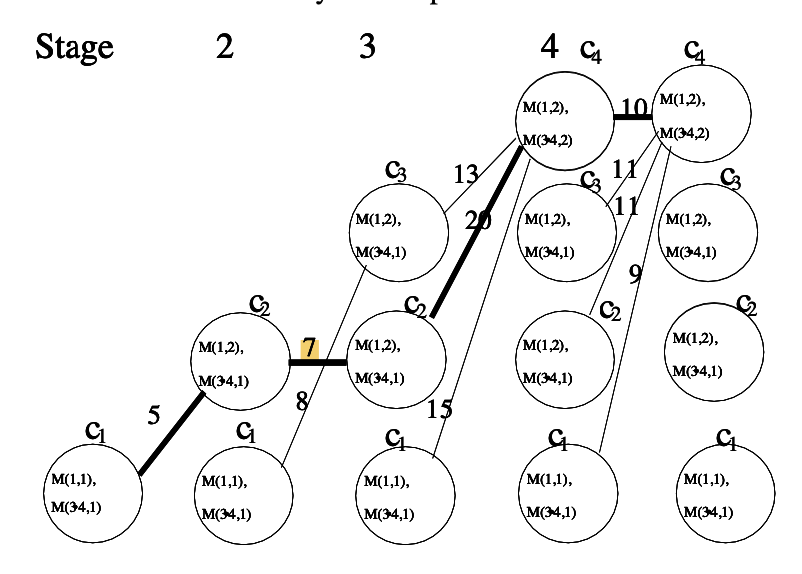 Stage 2 3 4
C4 C4
M(1,2), M(1,2),
10
M(3-4,2) M(3-4,2)
13 11
C3 C3 C3
20 11
M(1,2), M(1,2), M(1,2),
M(3-4,1) M(3-4,1) M(3-4,1)
9
C2 C2 C2 C2
7
M(1,2), M(1,2), M(1,2), M(1,2),
M(3-4,1) M(3-4,1) M(3-4,1) M(3-4,1)
5 8 15
C1 C1 C1 C1 C1
M(1,1), M(1,1), M(1,1), M(1,1), M(1,1),
M(3-4,1) M(3-4,1) M(3-4,1) M(3-4,1) M(3-4,1)